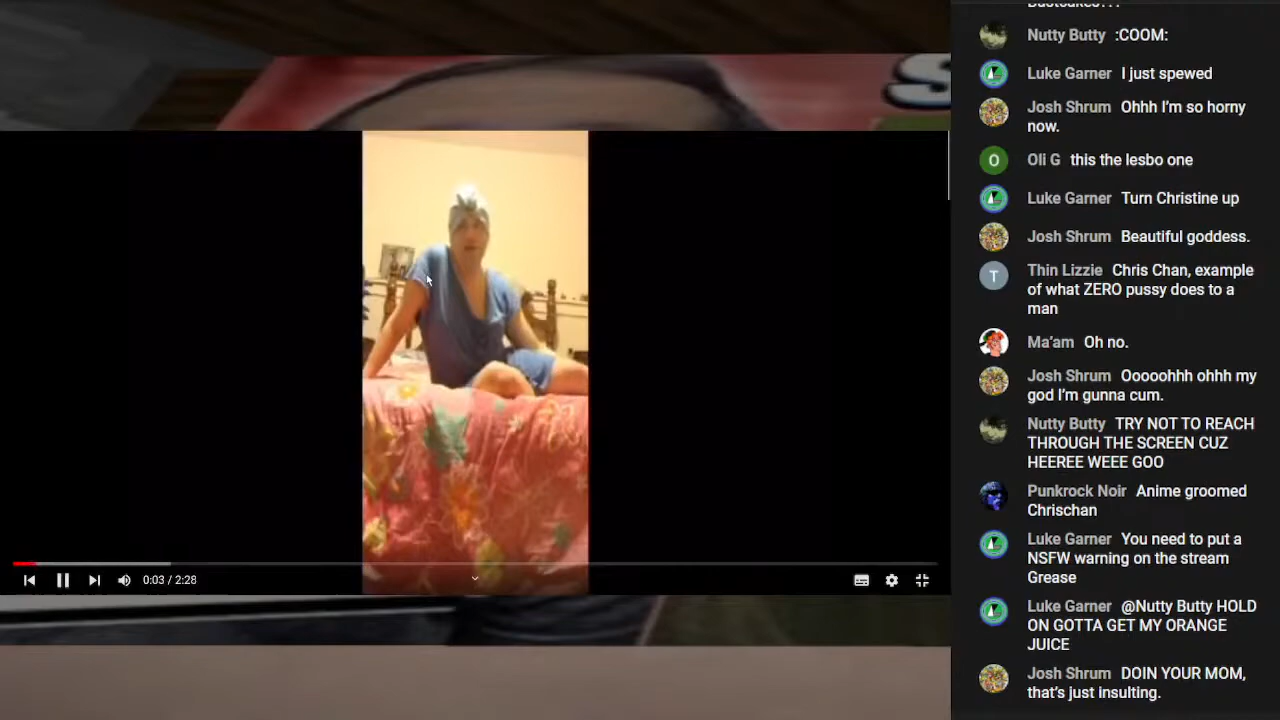 Nutty Butty :COOM:
Luke Garner I just spewed
Josh Shrum Ohhh I'm so horny
now.
O Oli G this the lesbo one
Luke Garner Turn Christine up
Josh Shrum Beautiful goddess.
T Thin Lizzie Chris Chan, example
of what ZERO pussy does to a
man
Ma'am Oh no.
Josh Shrum Ooooohhh ohhh my
god I'm gunna cum.
Nutty Butty TRY NOT TO REACH
THROUGH THE SCREEN CUZ
HEEREE WEEE GOO
Punkrock Noir Anime groomed
Chrischan
Luke Garner You need to put a
NSFW warning on the stream
Grease
Luke Garner @Nutty Butty HOLD
ON GOTTA GET MY ORANGE
JUICE
Josh Shrum DOIN YOUR MOM,
that's just insulting.
0:03 / 2:28